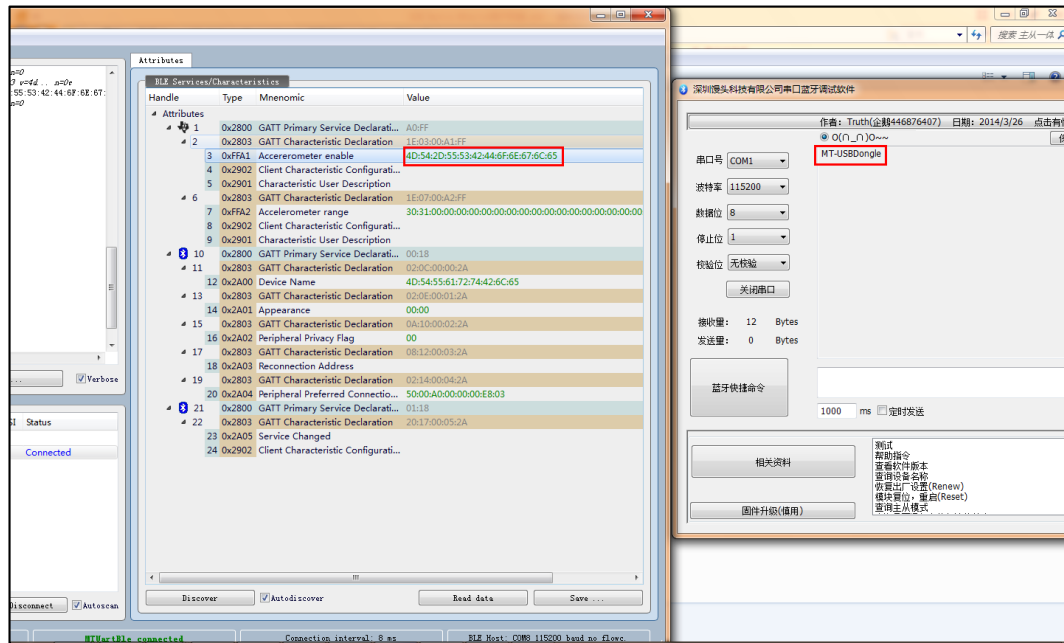 n=0
3 v=4d... n=0e
:55:53:42:44:6F:6E:67:
n=0
...
Verbose
SI Status
Connected
Disconnect
Autoscan
Attributes
BLE Services/Characteristics
Handle Type Mnenomic Value
Attributes
1 0x2800 GATT Primary Service Declarati... A0:FF
2 0x2803 GATT Characteristic Declaration 1E:03:00:A1:FF
3 0xFFA1 Accererometer enable 4D:54:2D:55:53:42:44:6F:6E:67:6C:65
4 0x2902 Client Characteristic Configurati...
5 0x2901 Characteristic User Description
6 0x2803 GATT Characteristic Declaration 1E:07:00:A2:FF
7 0xFFA2 Accelerometer range 30:31:00:00:00:00:00:00:00:00:00:00:00:00:00:00:00:00:00
8 0x2902 Client Characteristic Configurati...
9 0x2901 Characteristic User Description
10 0x2800 GATT Primary Service Declarati... 00:18
11 0x2803 GATT Characteristic Declaration 02:0C:00:00:2A
12 0x2A00 Device Name 4D:54:55:61:72:74:42:6C:65
13 0x2803 GATT Characteristic Declaration 02:0E:00:01:2A
14 0x2A01 Appearance 00:00
15 0x2803 GATT Characteristic Declaration 0A:10:00:02:2A
16 0x2A02 Peripheral Privacy Flag 00
17 0x2803 GATT Characteristic Declaration 08:12:00:03:2A
18 0x2A03 Reconnection Address
19 0x2803 GATT Characteristic Declaration 02:14:00:04:2A
20 0x2A04 Peripheral Preferred Connectio... 50:00:A0:00:00:00:E8:03
21 0x2800 GATT Primary Service Declarati... 01:18
22 0x2803 GATT Characteristic Declaration 20:17:00:05:2A
23 0x2A05 Service Changed
24 0x2902 Client Characteristic Configurati...
Discover
Autodiscover
Read data
Save ...
MTUartBle connected
Connection interval: 8 ms
BLE Host: COM8 115200 baud no flowc.
搜索 主从一体
深圳馒头科技有限公司串口蓝牙调试软件
作者：Truth(企鹅446876407) 日期：2014/3/26
O(∩_∩)O~~
MT-USBDongle
串口号 COM1
波特率 115200
数据位 8
停止位 1
校验位 无校验
关闭串口
接收量： 12 Bytes
发送量： 0 Bytes
蓝牙快捷命令
1000 ms 定时发送
相关资料
固件升级(慎用)
测试
帮助指令
查看软件版本
查询设备名称
恢复出厂设置(Renew)
模块复位，重启(Reset)
查询主从模式